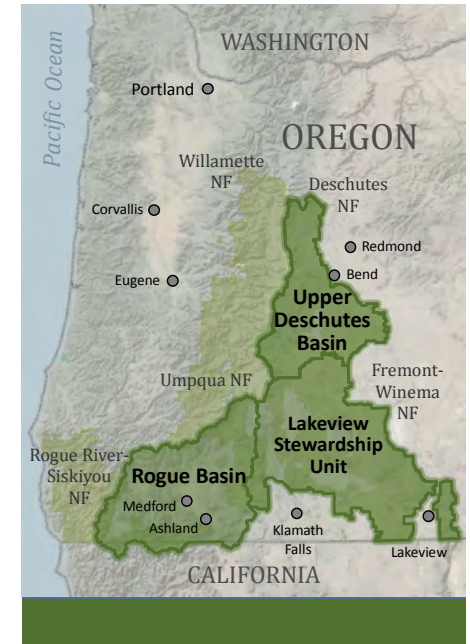 WASHINGTON
Pacific Ocean
Portland
OREGON
Willamette
NF
Deschutes
NF
Corvallis
Redmond
Bend
Eugene
Upper
Deschutes
Basin
Umpqua NF
Fremont-
Winema
NF
Lakeview
Stewardship
Unit
Rogue River-
Siskiyou
NF
Rogue Basin
Medford
Ashland
Klamath
Falls
Lakeview
CALIFORNIA